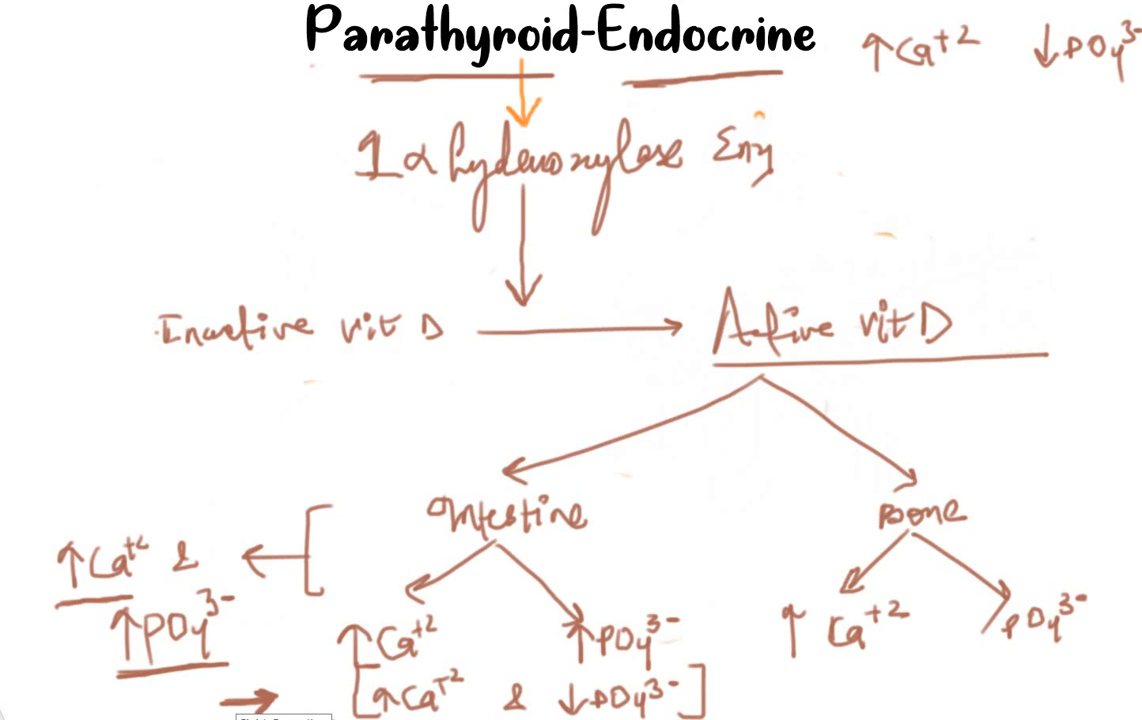 Parathyroid-Endocrine
↑Ca+2 ↓PO4 3-
1α hydroxylase Enz
Inactive vit D → Active vit D
Intestine Bone
↑Ca+2 &
↑PO4 3-
↑Ca+2 ↑PO4 3- ↑Ca+2 PO4 3-
→ [↑Ca+2 & ↓PO4 3-]